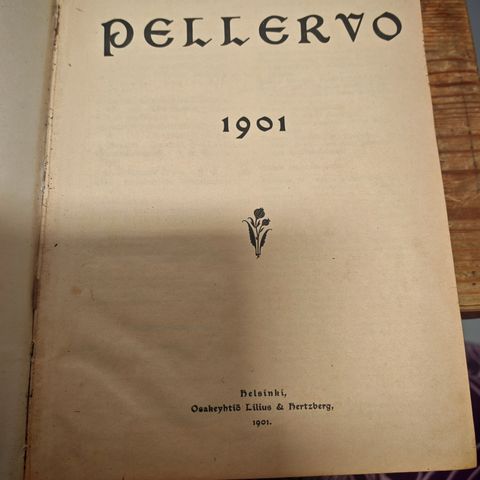 PELLERVO
1901
Helsinki,
Osakeyhtiö Lilius & Hertzberg,
1901.